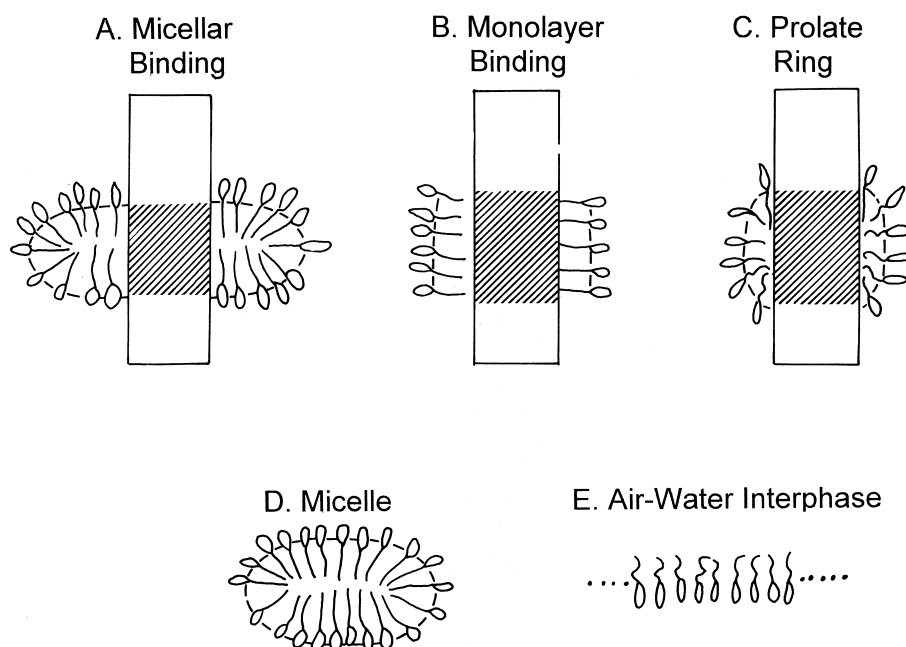 A. Micellar
Binding
B. Monolayer
Binding
C. Prolate
Ring
D. Micelle
E. Air-Water Interphase